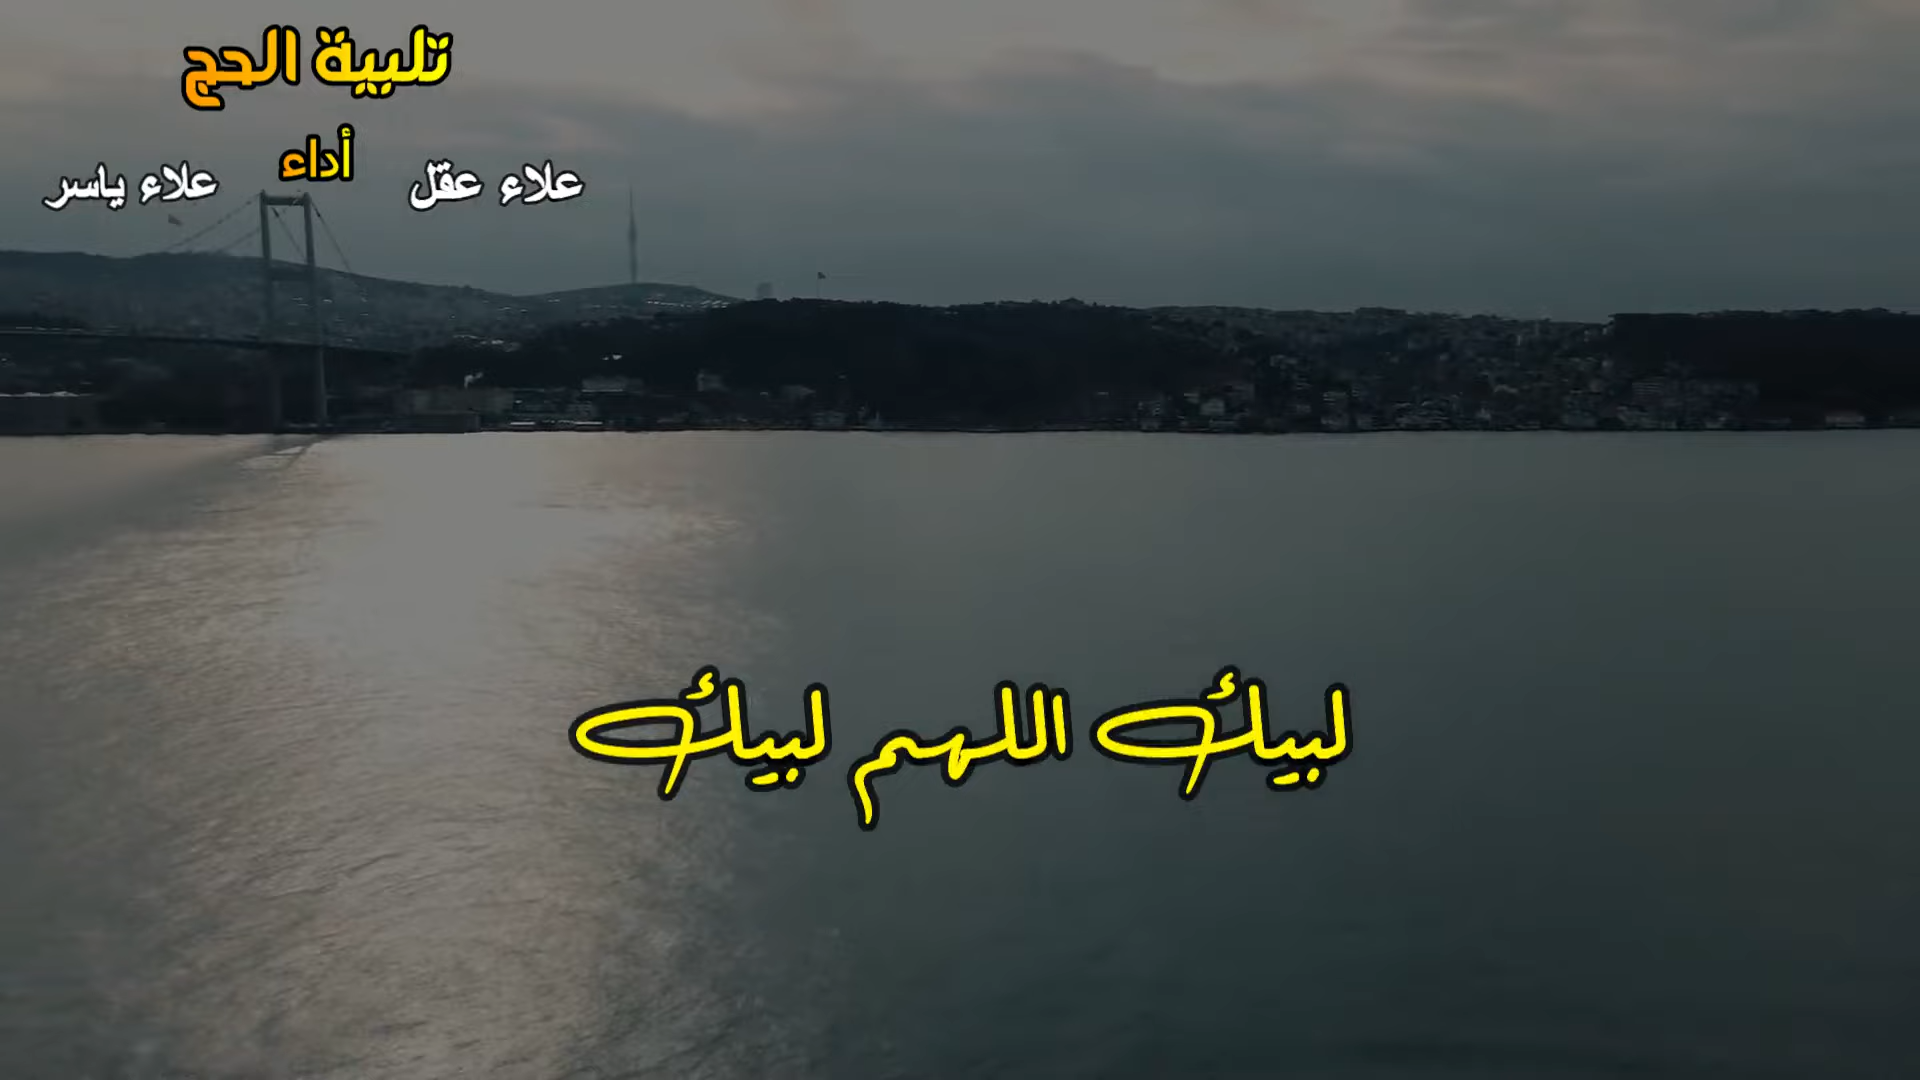 تلبية الحج
أداء
علاء عقل علاء ياسر
لبيك اللهم لبيك